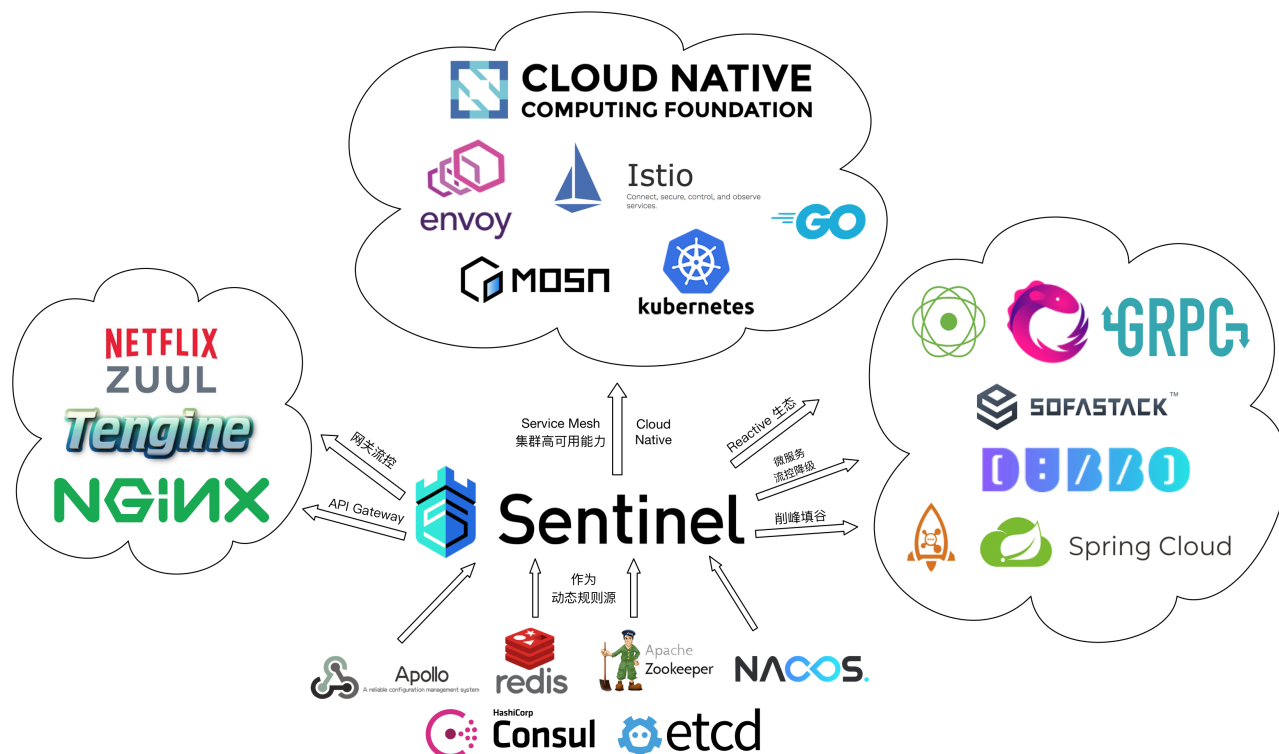 CLOUD NATIVE
COMPUTING FOUNDATION
envoy
Istio
Connect, secure, control, and observe
services.
GO
MOSN
kubernetes
NETFLIX
ZUUL
Tengine
NGINX
GRPC
SOFASTACK™
DUBBO
Spring Cloud
Service Mesh
集群高可用能力
Cloud
Native
Reactive 生态
微服务
流控降级
削峰填谷
网关流控
API Gateway
Sentinel
作为
动态规则源
Apollo
A reliable configuration management system
redis
Apache
Zookeeper
NACOS.
HashiCorp
Consul
etcd